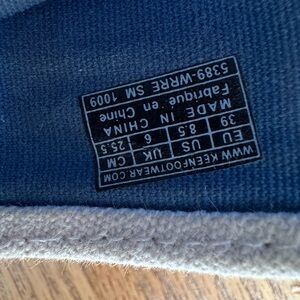 WWW.KEENFOOTWEAR.COM
EU US UK CM
39 8.5 6 25.5
MADE IN CHINA
Fabriqué en Chine
5389-WRRE SM 1009